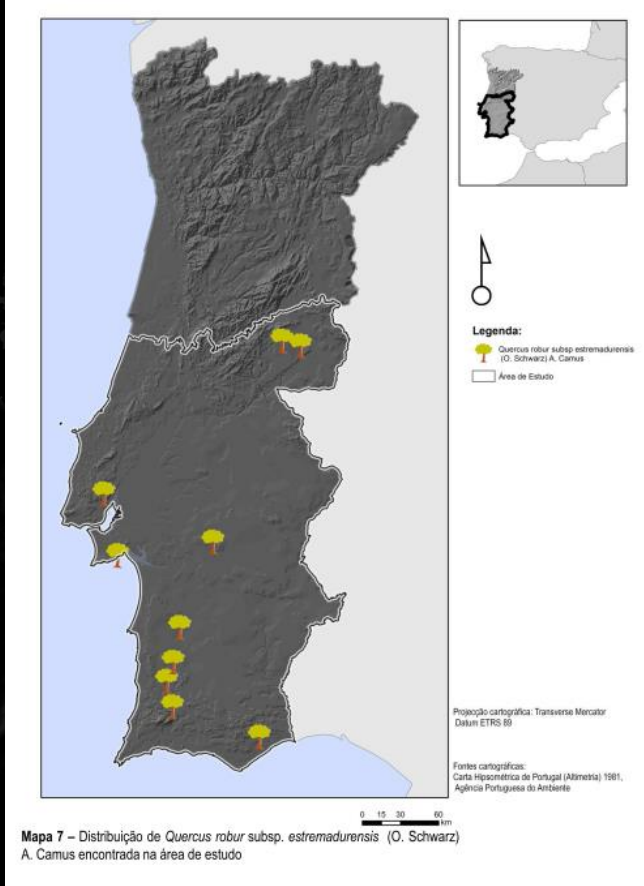 Legenda:
Quercus robur subsp estremadurensis
(O. Schwarz) A. Camus
Área de Estudo
Projecção cartográfica: Transverse Mercator
Datum ETRS 89
Fontes cartográficas:
Carta Hipsométrica de Portugal (Altimetria) 1981,
Agência Portuguesa do Ambiente
0 15 30 60
km
Mapa 7 – Distribuição de Quercus robur subsp. estremadurensis (O. Schwarz)
A. Camus encontrada na área de estudo